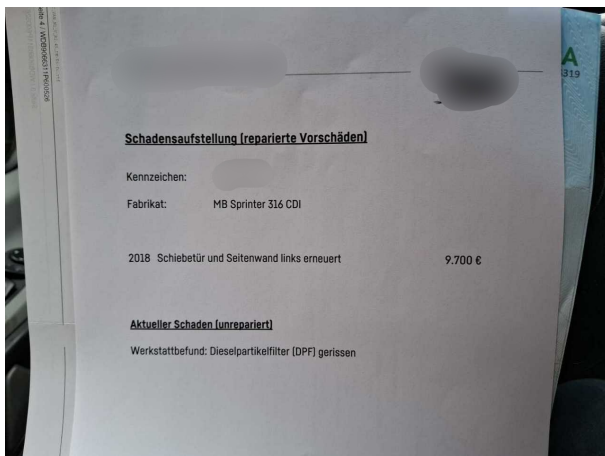 A
319
Schadensaufstellung (reparierte Vorschäden)
Kennzeichen:
Fabrikat: MB Sprinter 316 CDI
2018 Schiebetür und Seitenwand links erneuert 9.700 €
Aktueller Schaden (unrepariert)
Werkstattbefund: Dieselpartikelfilter (DPF) gerissen